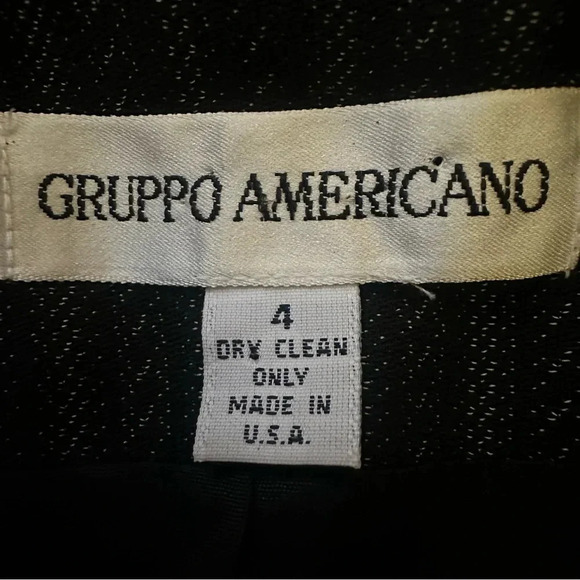 GRUPPO AMERICANO
4
DRY CLEAN
ONLY
MADE IN
U.S.A.